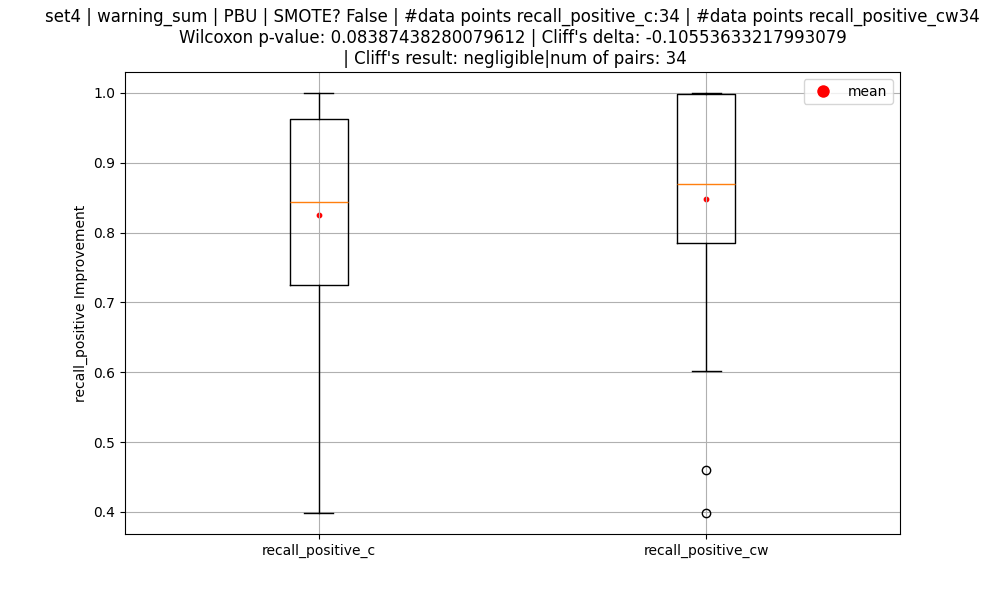 set4 | warning_sum | PBU | SMOTE? False | #data points recall_positive_c:34 | #data points recall_positive_cw34
Wilcoxon p-value: 0.08387438280079612 | Cliff's delta: -0.10553633217993079
| Cliff's result: negligible|num of pairs: 34
mean
1.0
0.9
0.8
0.7
0.6
0.5
0.4
recall_positive Improvement
recall_positive_c
recall_positive_cw